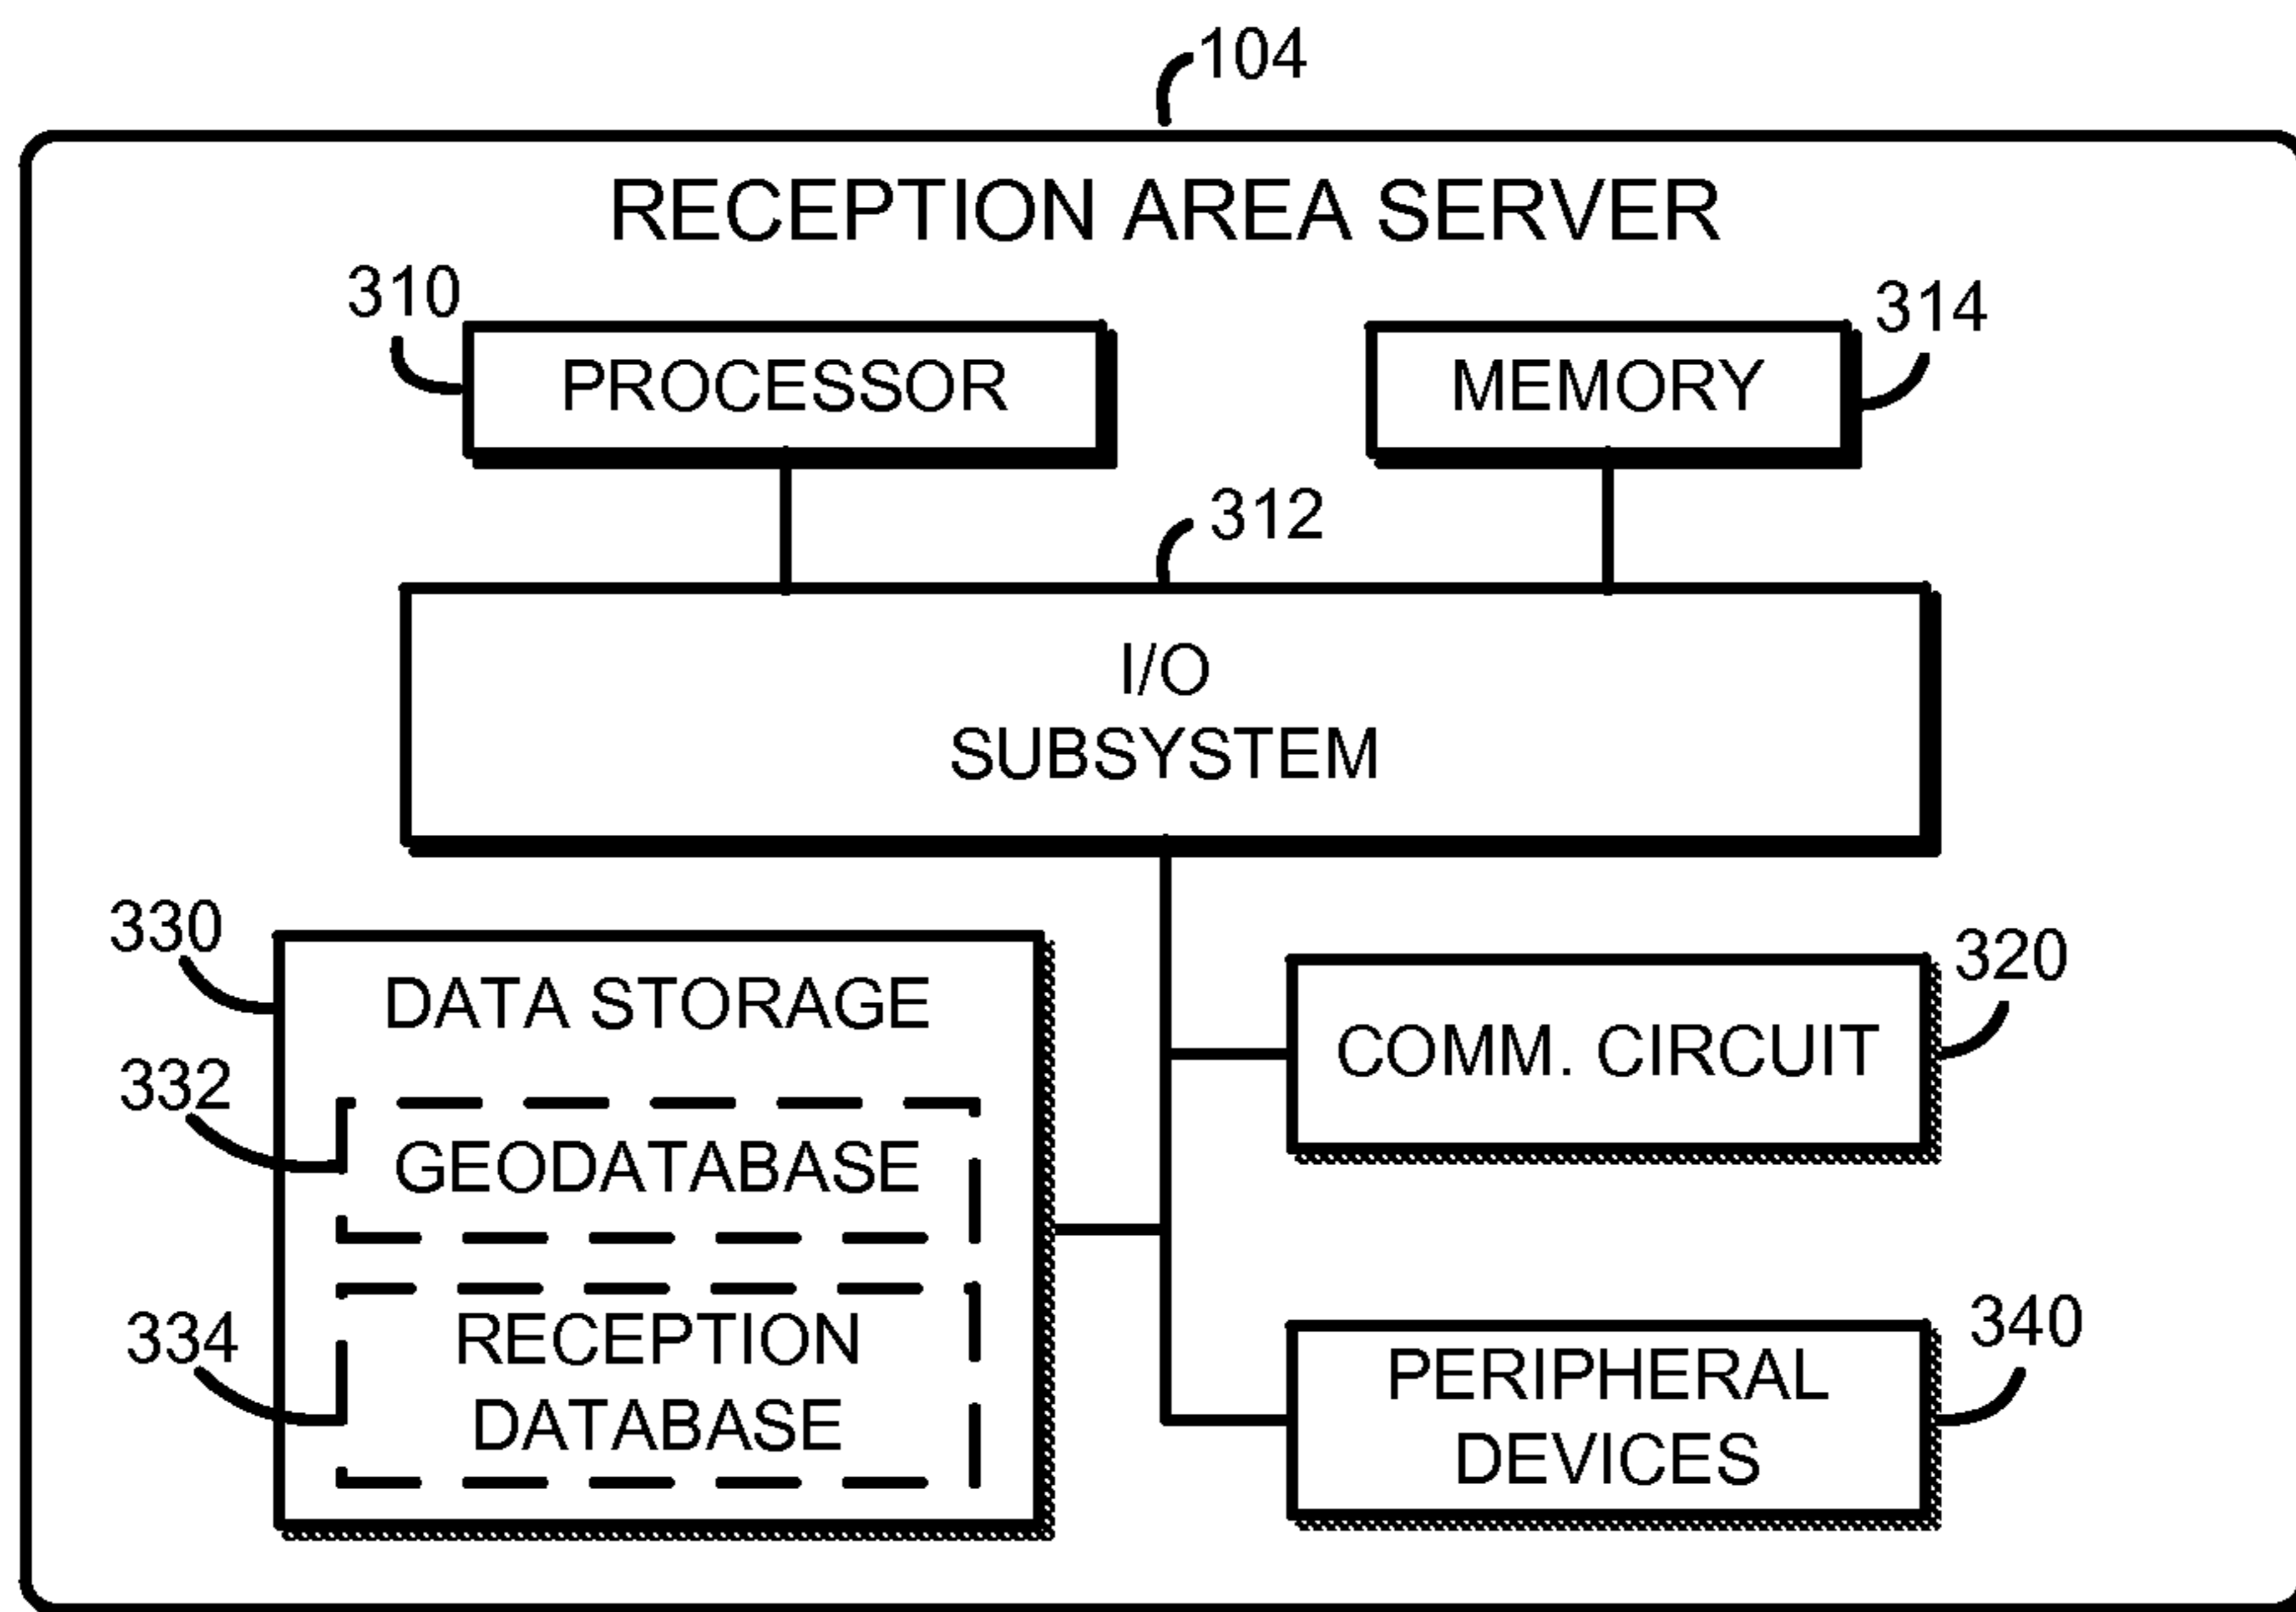 104
RECEPTION AREA SERVER
310
PROCESSOR
MEMORY
314
312
I/O
SUBSYSTEM
330
DATA STORAGE
332
GEODATABASE
334
RECEPTION
DATABASE
320
COMM. CIRCUIT
340
PERIPHERAL
DEVICES